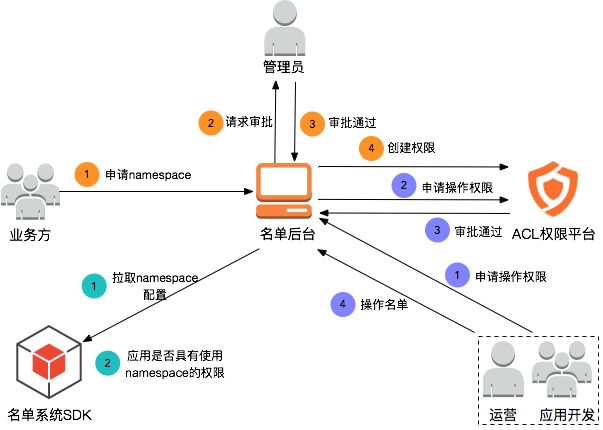 管理员
2 请求审批
3 审批通过
4 创建权限
1 申请namespace
2 申请操作权限
业务方
名单后台
3 审批通过
ACL权限平台
1 拉取namespace
配置
1 申请操作权限
4 操作名单
2 应用是否具有使用
namespace的权限
名单系统SDK
运营
应用开发